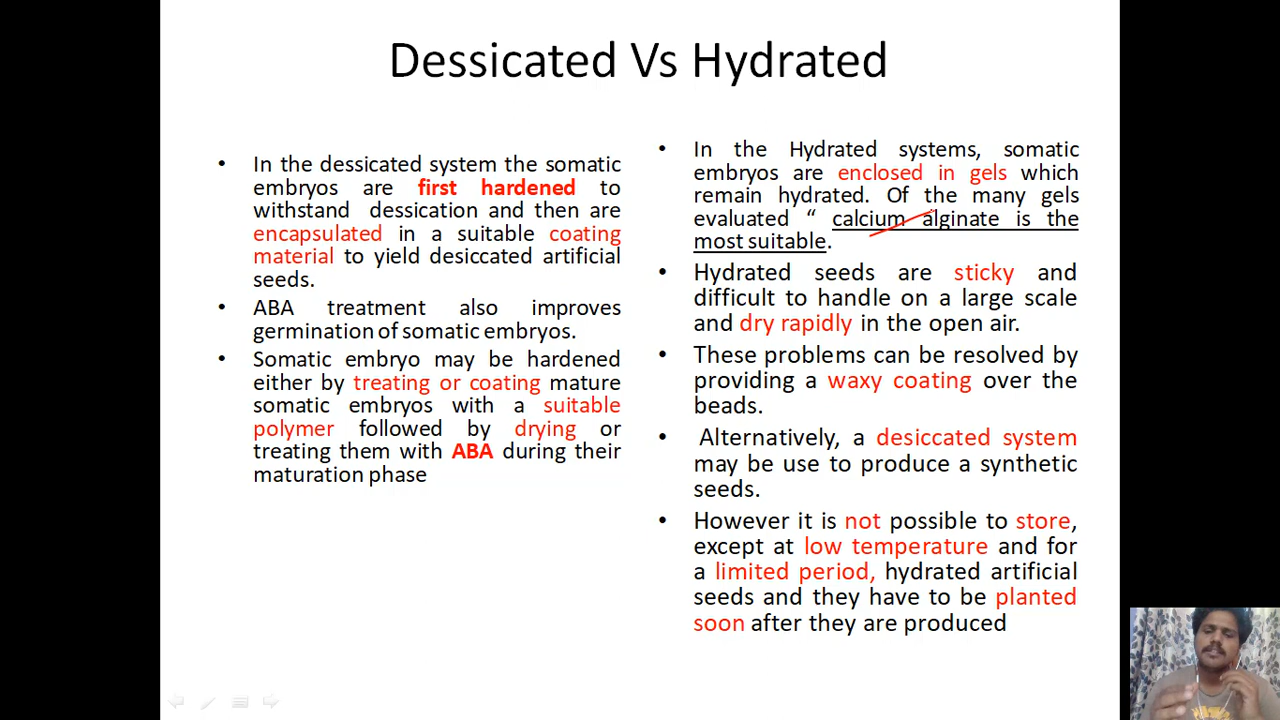 Dessicated Vs Hydrated
• In the dessicated system the somatic
embryos are first hardened to
withstand dessication and then are
encapsulated in a suitable coating
material to yield desiccated artificial
seeds.
• ABA treatment also improves
germination of somatic embryos.
• Somatic embryo may be hardened
either by treating or coating mature
somatic embryos with a suitable
polymer followed by drying or
treating them with ABA during their
maturation phase
• In the Hydrated systems, somatic
embryos are enclosed in gels which
remain hydrated. Of the many gels
evaluated “ calcium alginate is the
most suitable.
• Hydrated seeds are sticky and
difficult to handle on a large scale
and dry rapidly in the open air.
• These problems can be resolved by
providing a waxy coating over the
beads.
• Alternatively, a desiccated system
may be use to produce a synthetic
seeds.
• However it is not possible to store,
except at low temperature and for
a limited period, hydrated artificial
seeds and they have to be planted
soon after they are produced